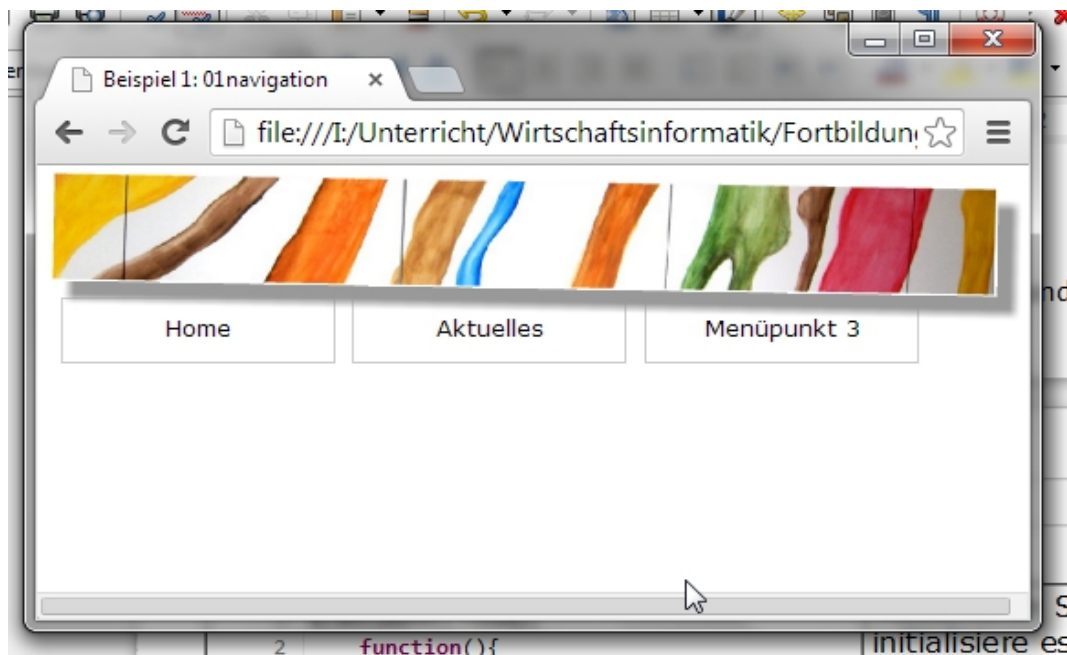 Beispiel 1: 01navigation
file:///I:/Unterricht/Wirtschaftsinformatik/Fortbildun
Home
Aktuelles
Menüpunkt 3
2 function(){
initialisiere es